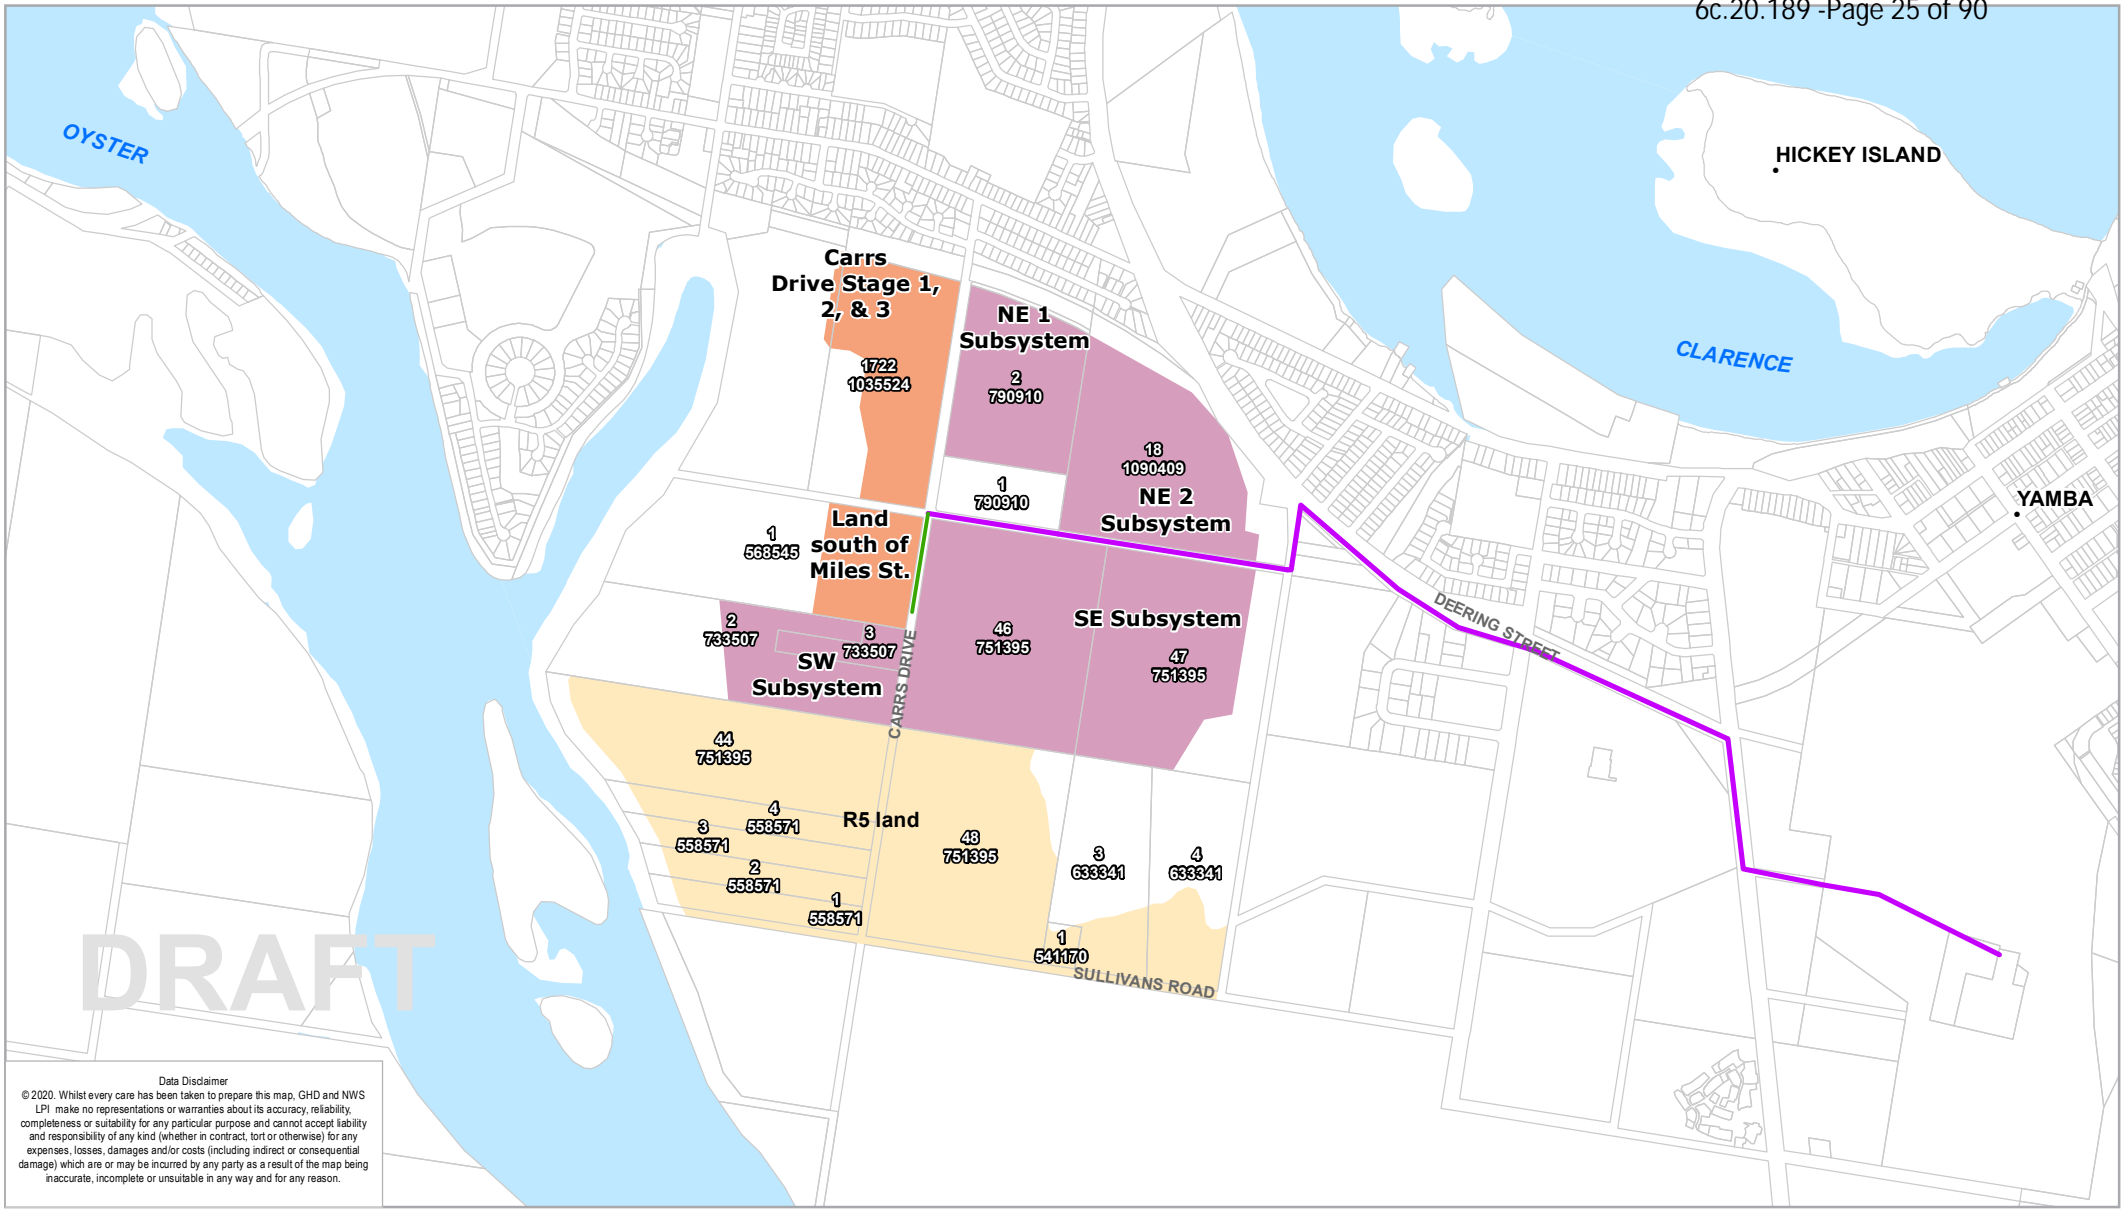 6c.20.189 -Page 25 of 90
OYSTER
HICKEY ISLAND
CLARENCE
YAMBA
Carrs
Drive Stage 1,
2, & 3
1722
1035524
NE 1
Subsystem
2
790910
18
1090409
NE 2
Subsystem
1
790910
Land
south of
Miles St.
1
568545
2
733507
3
733507
SW
Subsystem
CARRS DRIVE
46
751395
SE Subsystem
47
751395
DEERING STREET
44
751395
4
558571
3
558571
2
558571
1
558571
R5 land
48
751395
3
633341
4
633341
1
541170
SULLIVANS ROAD
DRAFT
Data Disclaimer
© 2020. Whilst every care has been taken to prepare this map, GHD and NWS
LPI make no representations or warranties about its accuracy, reliability,
completeness or suitability for any particular purpose and cannot accept liability
and responsibility of any kind (whether in contract, tort or otherwise) for any
expenses, losses, damages and/or costs (including indirect or consequential
damage) which are or may be incurred by any party as a result of the map being
inaccurate, incomplete or unsuitable in any way and for any reason.